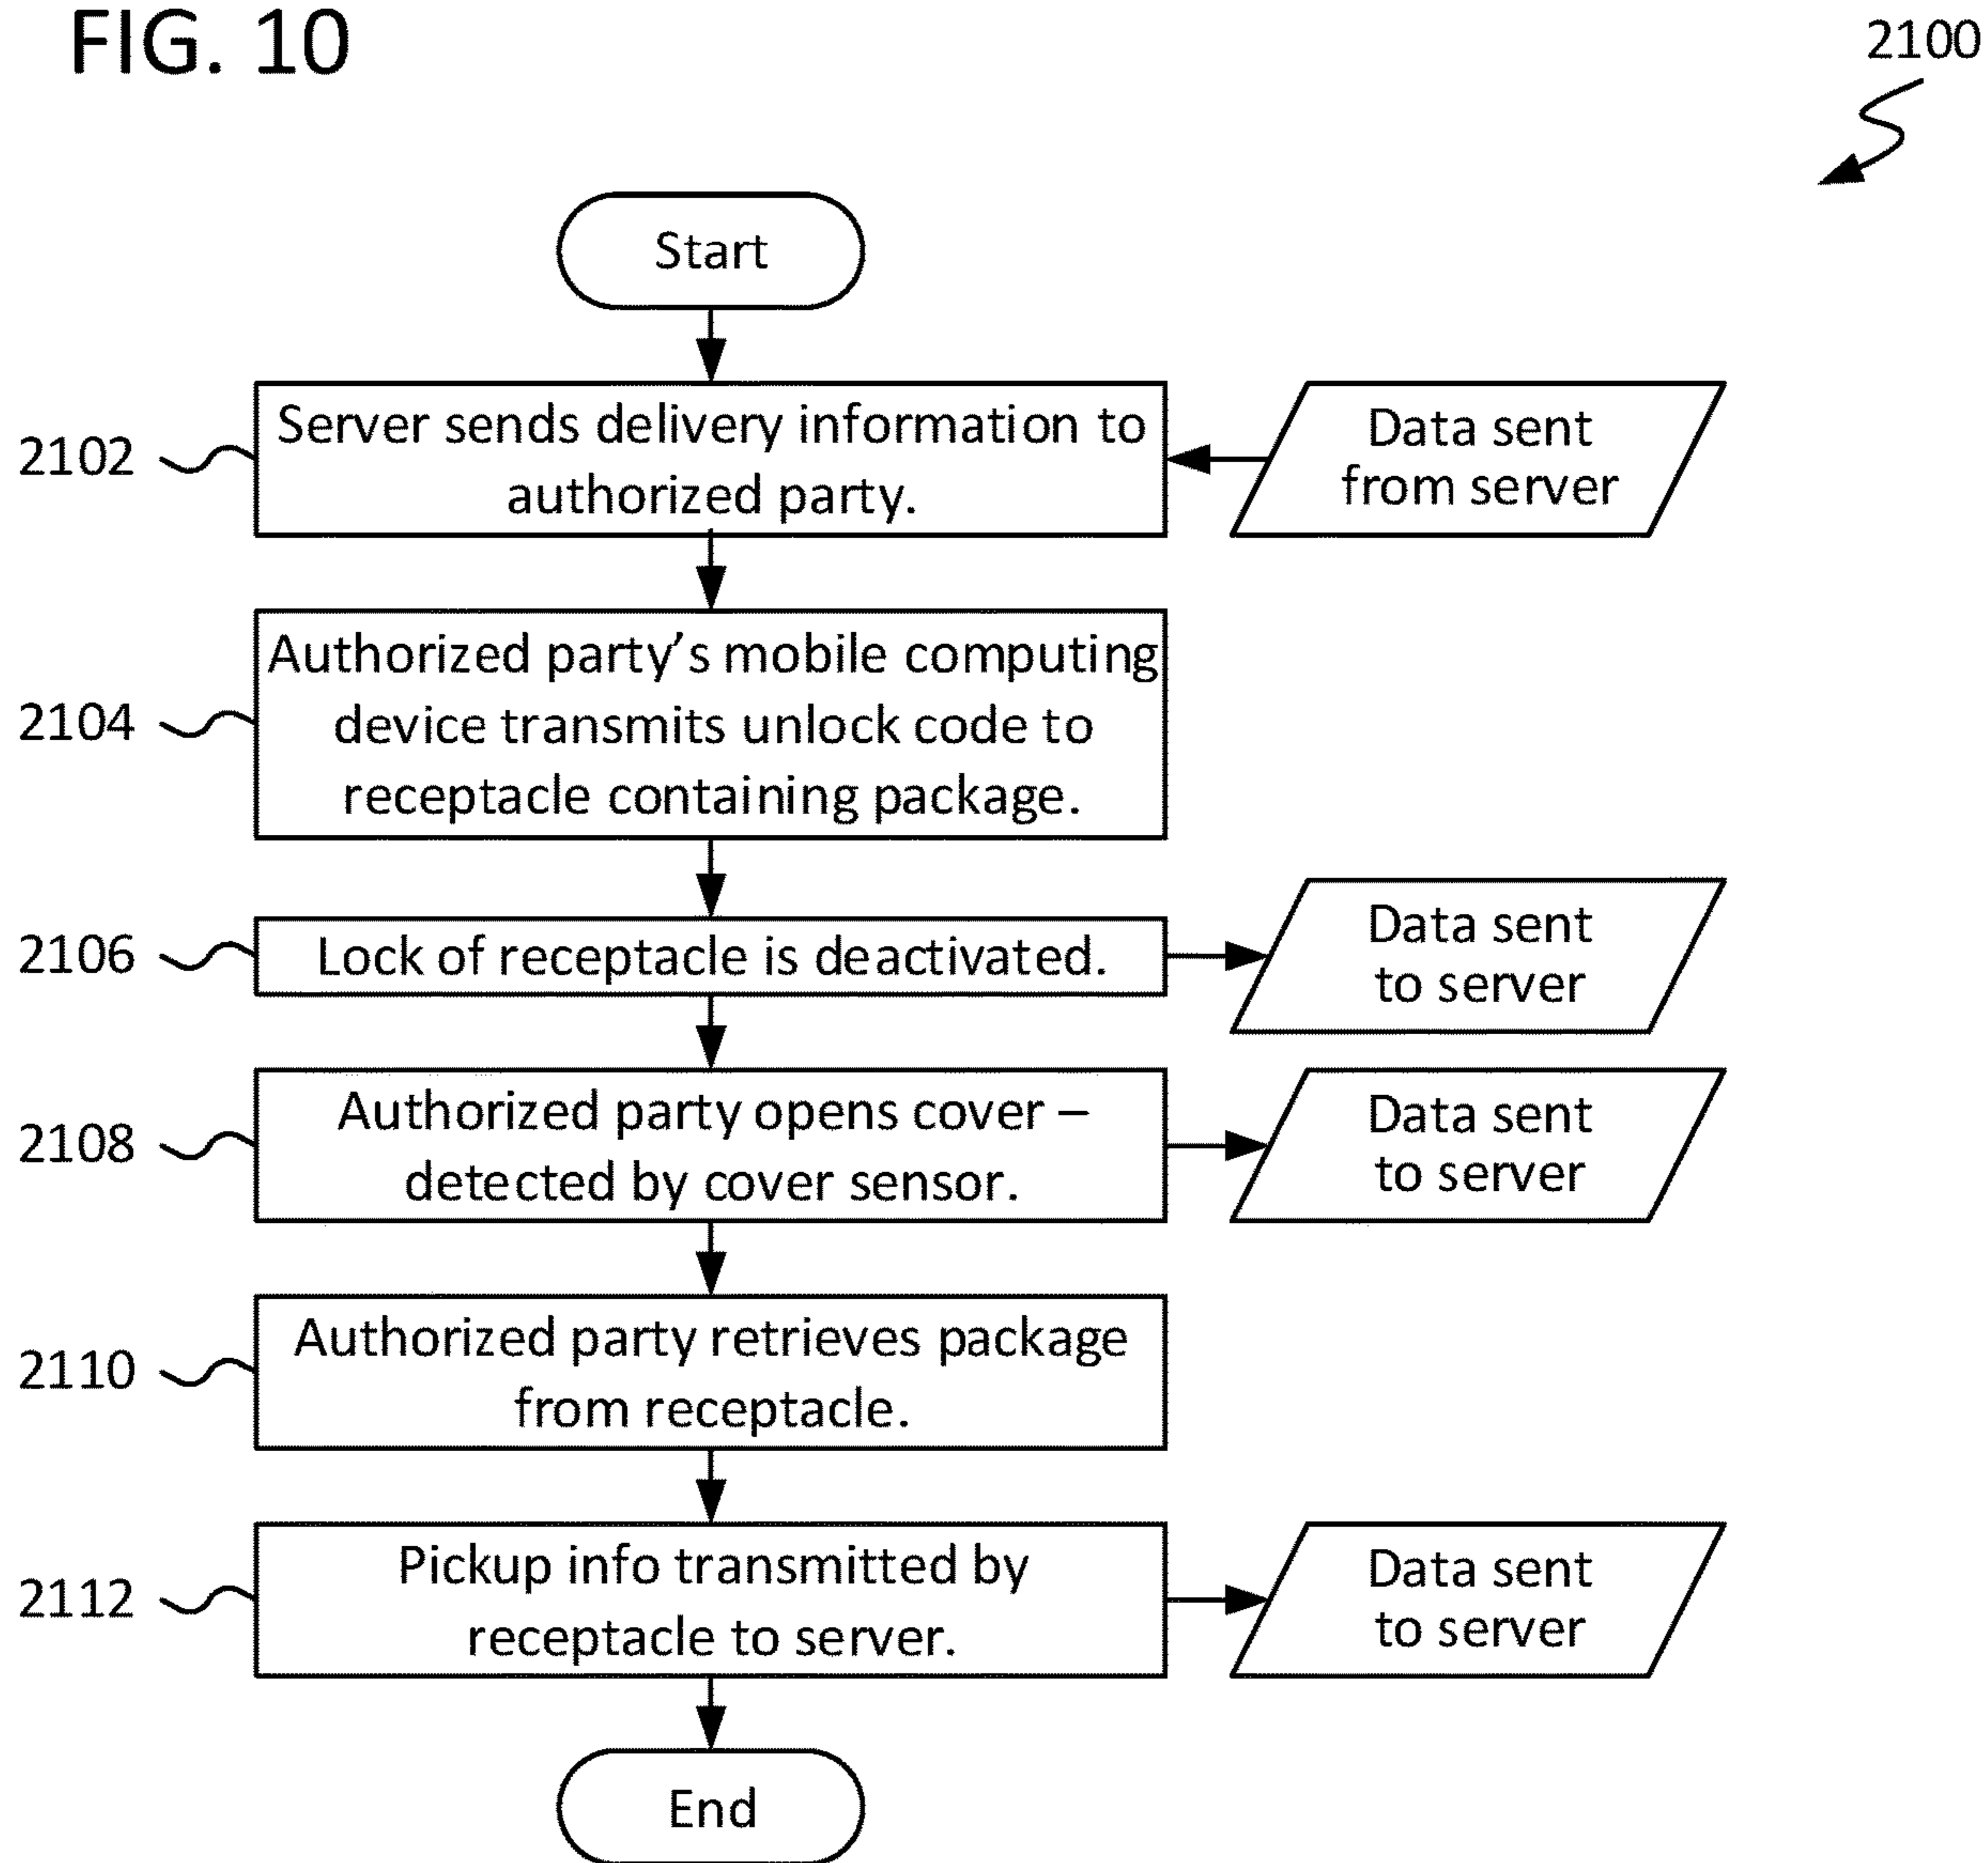 FIG. 10
2100
Start
2102
Server sends delivery information to
authorized party.
Data sent
from server
2104
Authorized party’s mobile computing
device transmits unlock code to
receptacle containing package.
2106
Lock of receptacle is deactivated.
Data sent
to server
2108
Authorized party opens cover –
detected by cover sensor.
Data sent
to server
2110
Authorized party retrieves package
from receptacle.
2112
Pickup info transmitted by
receptacle to server.
Data sent
to server
End